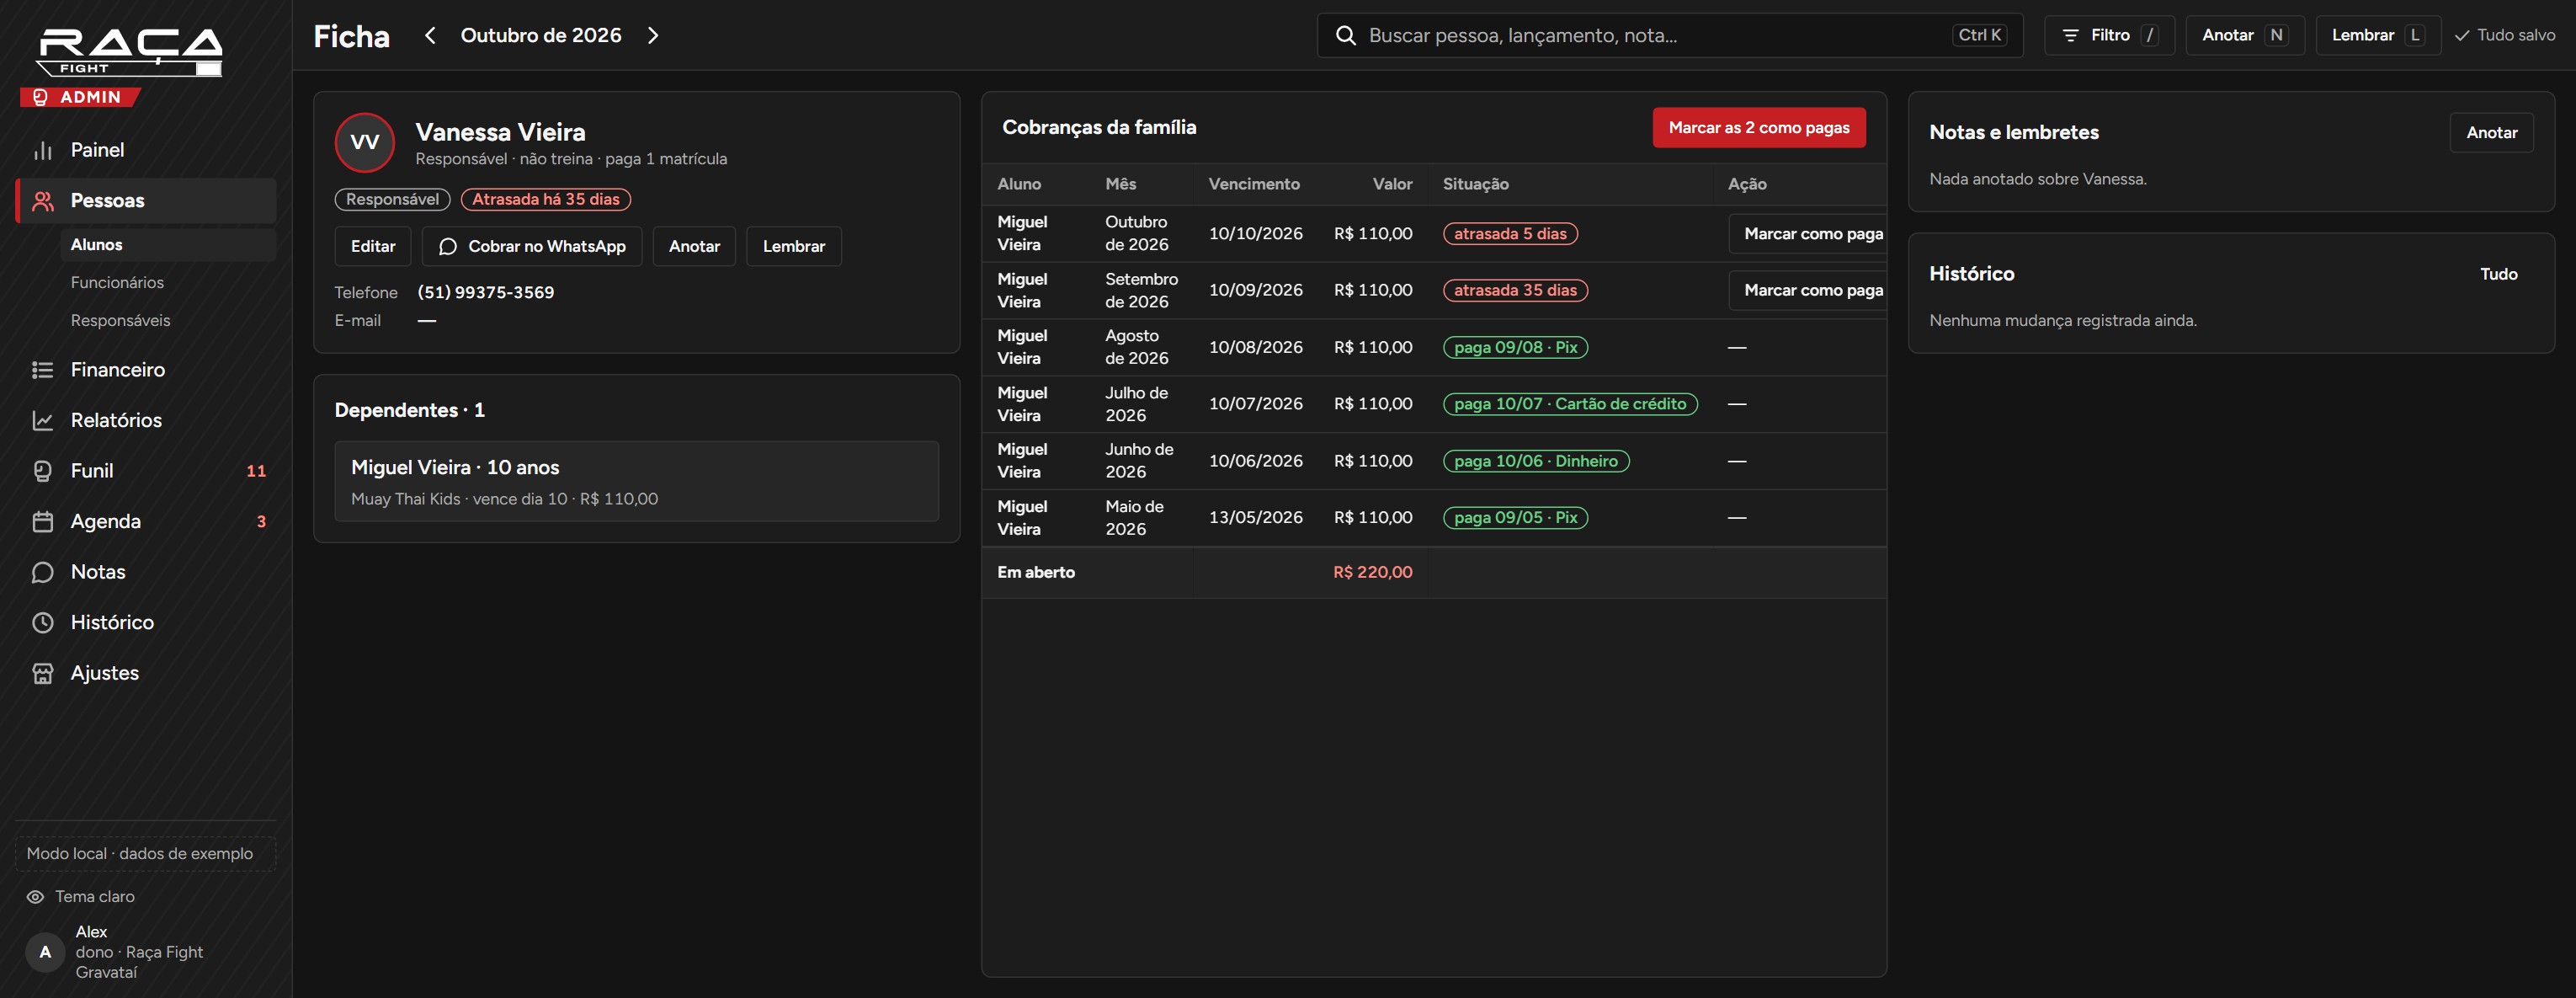 RAÇA
FIGHT
ADMIN
Painel
Pessoas
Alunos
Funcionários
Responsáveis
Financeiro
Relatórios
Funil 11
Agenda 3
Notas
Histórico
Ajustes
Modo local · dados de exemplo
Tema claro
A
Alex
dono · Raça Fight
Gravataí
Ficha
Outubro de 2026
Buscar pessoa, lançamento, nota... Ctrl K
Filtro /
Anotar N
Lembrar L
Tudo salvo
VV
Vanessa Vieira
Responsável · não treina · paga 1 matrícula
Responsável Atrasada há 35 dias
Editar Cobrar no WhatsApp Anotar Lembrar
Telefone (51) 99375-3569
E-mail —
Dependentes · 1
Miguel Vieira · 10 anos
Muay Thai Kids · vence dia 10 · R$ 110,00
Cobranças da família Marcar as 2 como pagas
Aluno Mês Vencimento Valor Situação Ação
Miguel Vieira Outubro de 2026 10/10/2026 R$ 110,00 atrasada 5 dias Marcar como paga
Miguel Vieira Setembro de 2026 10/09/2026 R$ 110,00 atrasada 35 dias Marcar como paga
Miguel Vieira Agosto de 2026 10/08/2026 R$ 110,00 paga 09/08 · Pix —
Miguel Vieira Julho de 2026 10/07/2026 R$ 110,00 paga 10/07 · Cartão de crédito —
Miguel Vieira Junho de 2026 10/06/2026 R$ 110,00 paga 10/06 · Dinheiro —
Miguel Vieira Maio de 2026 13/05/2026 R$ 110,00 paga 09/05 · Pix —
Em aberto R$ 220,00
Notas e lembretes Anotar
Nada anotado sobre Vanessa.
Histórico Tudo
Nenhuma mudança registrada ainda.